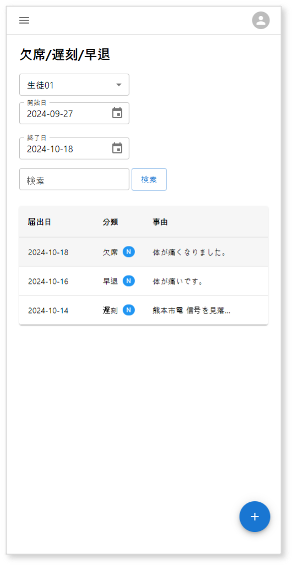 欠席/遅刻/早退
生徒01
開始日
2024-09-27
終了日
2024-10-18
検索 検索
届出日 分類 事由
2024-10-18 欠席 N 体が痛くなりました。
2024-10-16 早退 N 体が痛いです。
2024-10-14 遅刻 N 熊本市電 信号を見落...
+